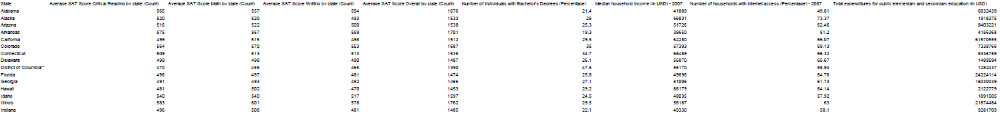 State Average SAT Score Critical Reading by state (Count) Average SAT Score Math by state (Count) Average SAT Score Writing by state (Count) Average SAT Score Overall by state (Count) Number of Individuals with Bachelor's Degrees (Percentage) Median household income (in USD) - 2007 Number of households with internet access (Percentage) - 2007 Total expenditures for public elementary and secondary education (in USD)
Alabama 565 557 554 1676 21.4 41889 49.81 6832439
Alaska 520 520 493 1533 26 66831 73.37 1918375
Arizona 516 522 500 1538 25.3 51726 62.46 8403221
Arkansas 575 567 559 1701 19.3 39650 51.2 4156368
California 499 515 498 1512 29.5 62280 66.07 61570555
Colorado 564 570 553 1687 35 57393 69.13 7338766
Connecticut 509 513 513 1535 34.7 68489 66.32 8336789
Delaware 499 498 490 1487 26.1 56870 65.67 1489594
District of Columbia** 470 455 465 1390 47.5 56170 58.94 1282437
Florida 496 497 481 1474 25.8 49696 64.76 24224114
Georgia 491 493 482 1466 27.1 51006 61.73 16030039
Hawaii 481 502 470 1453 29.2 66179 64.14 2122779
Idaho 540 540 517 1597 24.5 48035 57.92 1891505
Illinois 583 601 578 1762 29.5 56187 63 21874484
Indiana 496 508 481 1485 22.1 49330 58.1 9281709